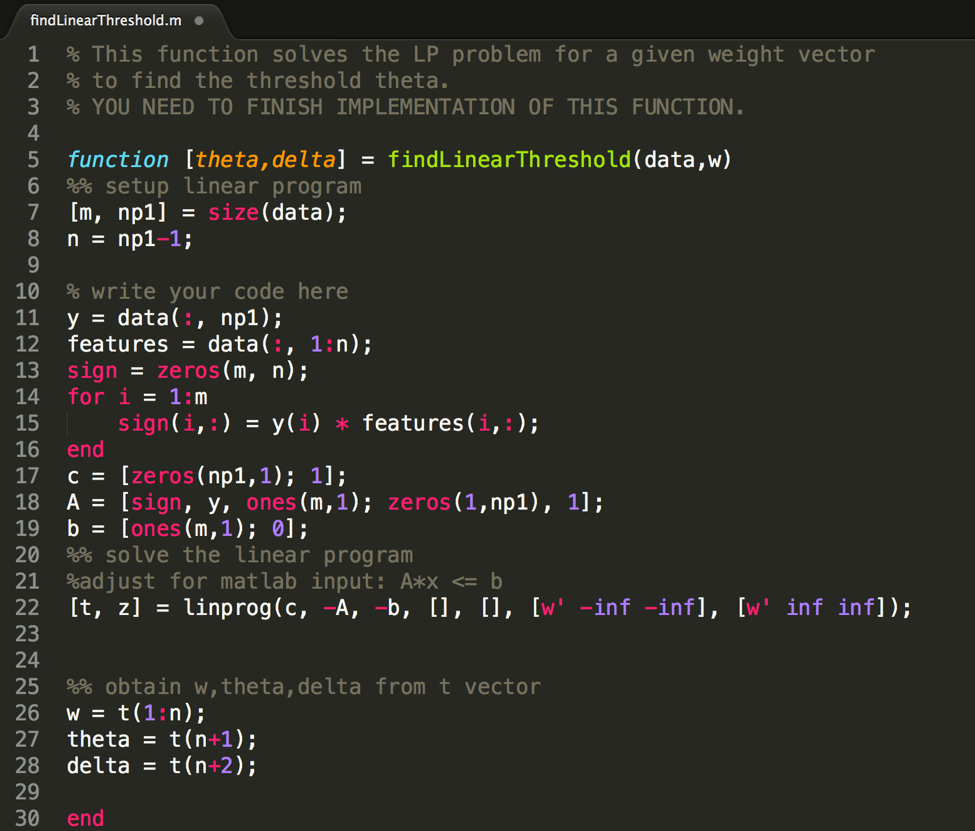 findLinearThreshold.m
1 % This function solves the LP problem for a given weight vector
2 % to find the threshold theta.
3 % YOU NEED TO FINISH IMPLEMENTATION OF THIS FUNCTION.
4
5 function [theta,delta] = findLinearThreshold(data,w)
6 %% setup linear program
7 [m, np1] = size(data);
8 n = np1-1;
9
10 % write your code here
11 y = data(:, np1);
12 features = data(:, 1:n);
13 sign = zeros(m, n);
14 for i = 1:m
15     sign(i,:) = y(i) * features(i,:);
16 end
17 c = [zeros(np1,1); 1];
18 A = [sign, y, ones(m,1); zeros(1,np1), 1];
19 b = [ones(m,1); 0];
20 %% solve the linear program
21 %adjust for matlab input: A*x <= b
22 [t, z] = linprog(c, -A, -b, [], [], [w' -inf -inf], [w' inf inf]);
23
24
25 %% obtain w,theta,delta from t vector
26 w = t(1:n);
27 theta = t(n+1);
28 delta = t(n+2);
29
30 end